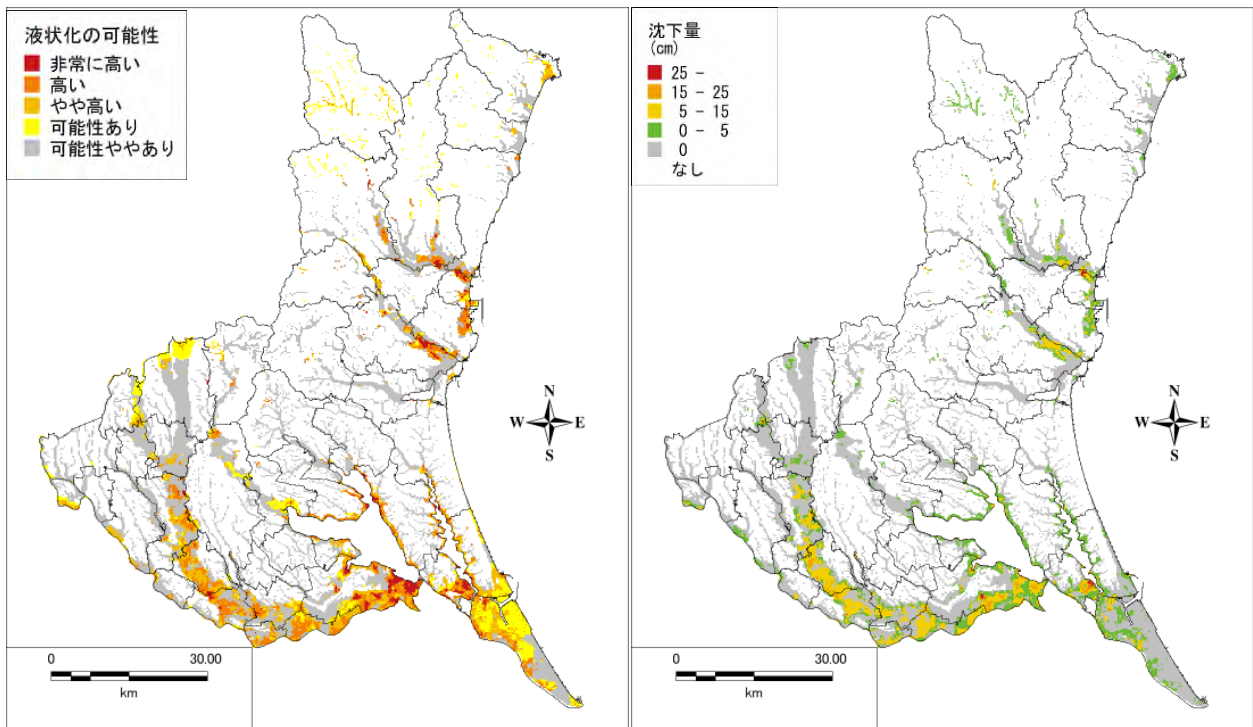 液状化の可能性
非常に高い
高い
やや高い
可能性あり
可能性ややあり
N
W E
S
0 30.00
km
沈下量
(cm)
25 -
15 - 25
5 - 15
0 - 5
0
なし
N
W E
S
0 30.00
km